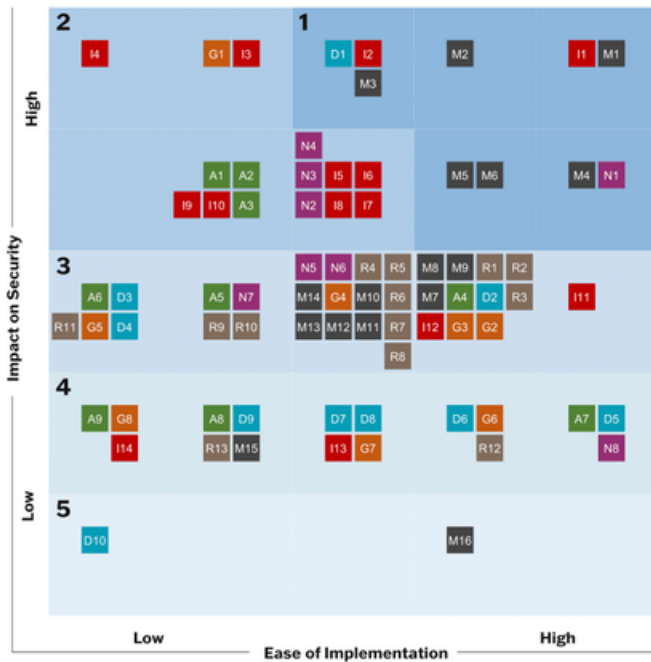 2 1
I4 G1 I3 D1 I2 M2 I1 M1
M3
High
N4
A1 A2 N3 I5 I6 M5 M6 M4 N1
I9 I10 A3 N2 I8 I7
Impact on Security
3 N5 N6 R4 R5 M8 M9 R1 R2
A6 D3 A5 N7 M14 G4 M10 R6 M7 A4 D2 R3 I11
R11 G5 D4 R9 R10 M13 M12 M11 R7 I12 G3 G2
R8
4
A9 G8 A8 D9 D7 D8 D6 G6 A7 D5
I14 R13 M15 I13 G7 R12 N8
Low
5
D10 M16
Low High
Ease of Implementation